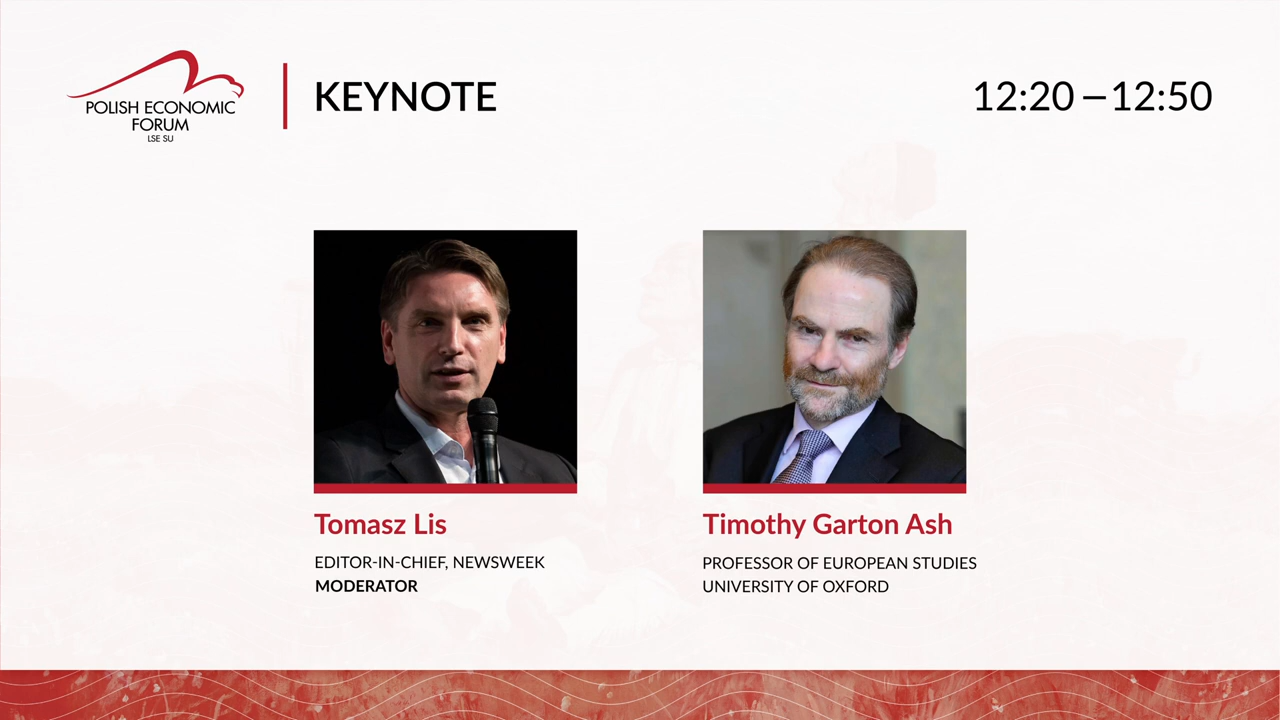 POLISH ECONOMIC
FORUM
LSE SU
KEYNOTE
12:20 – 12:50
Tomasz Lis
EDITOR-IN-CHIEF, NEWSWEEK
MODERATOR
Timothy Garton Ash
PROFESSOR OF EUROPEAN STUDIES
UNIVERSITY OF OXFORD